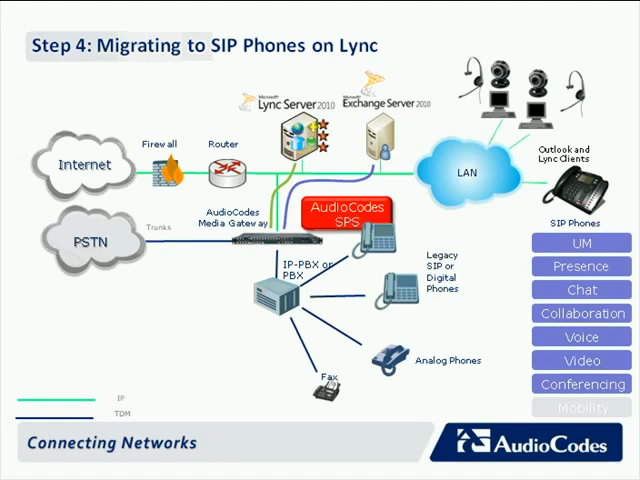 Step 4: Migrating to SIP Phones on Lync
Microsoft
Lync Server 2010
Microsoft
Exchange Server 2010
Internet
Firewall
Router
LAN
Outlook and
Lync Clients
PSTN
Trunks
AudioCodes
Media Gateway
AudioCodes
SPS
SIP Phones
IP-PBX or
PBX
Legacy
SIP or
Digital
Phones
Analog Phones
Fax
UM
Presence
Chat
Collaboration
Voice
Video
Conferencing
Mobility
IP
TDM
Connecting Networks
AudioCodes